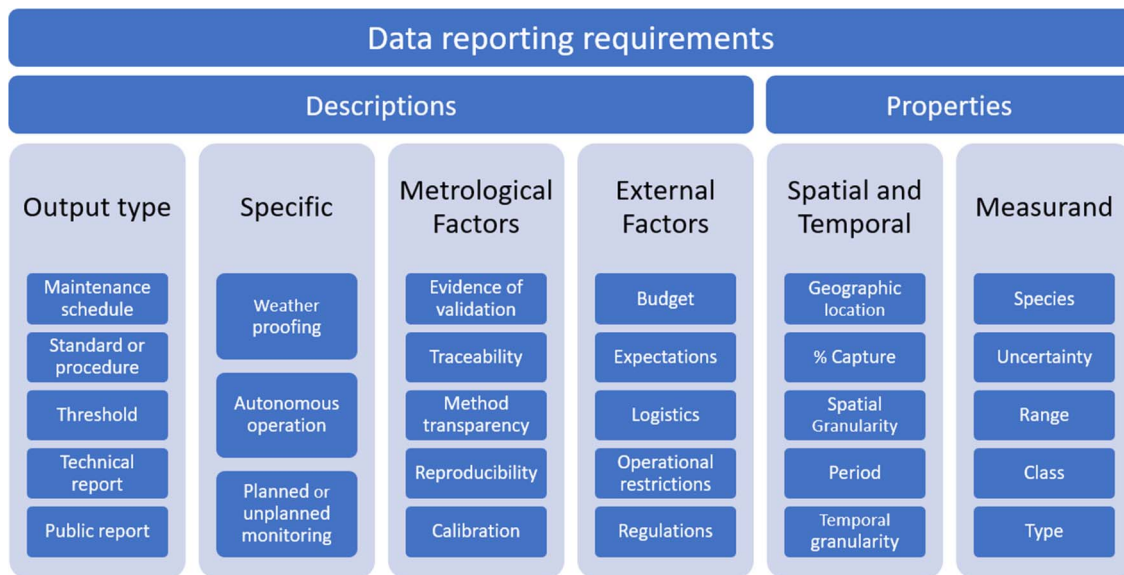 Data reporting requirements
Descriptions
Properties
Output type
Maintenance
schedule
Standard or
procedure
Threshold
Technical
report
Public report
Specific
Weather
proofing
Autonomous
operation
Planned or
unplanned
monitoring
Metrological
Factors
Evidence of
validation
Traceability
Method
transparency
Reproducibility
Calibration
External
Factors
Budget
Expectations
Logistics
Operational
restrictions
Regulations
Spatial and
Temporal
Geographic
location
% Capture
Spatial
Granularity
Period
Temporal
granularity
Measurand
Species
Uncertainty
Range
Class
Type